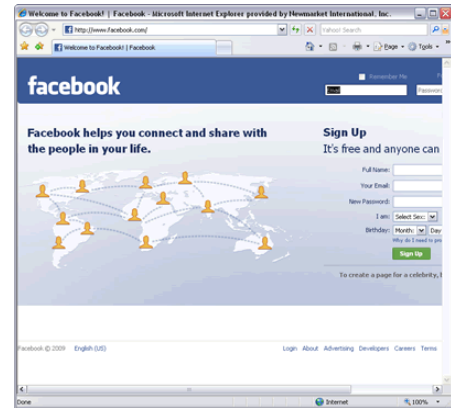 Welcome to Facebook! | Facebook - Microsoft Internet Explorer provided by Newmarket International, Inc.
http://www.facebook.com/
Yahoo! Search
Welcome to Facebook! | Facebook
Page
Tools
Remember Me
facebook
Email
Password
Facebook helps you connect and share with
the people in your life.
Sign Up
It's free and anyone can
Full Name:
Your Email:
New Password:
I am: Select Sex:
Birthday: Month: Day
Why do I need to pro
Sign Up
To create a page for a celebrity,
Facebook © 2009 English (US) Login About Advertising Developers Careers Terms
Done Internet 100%